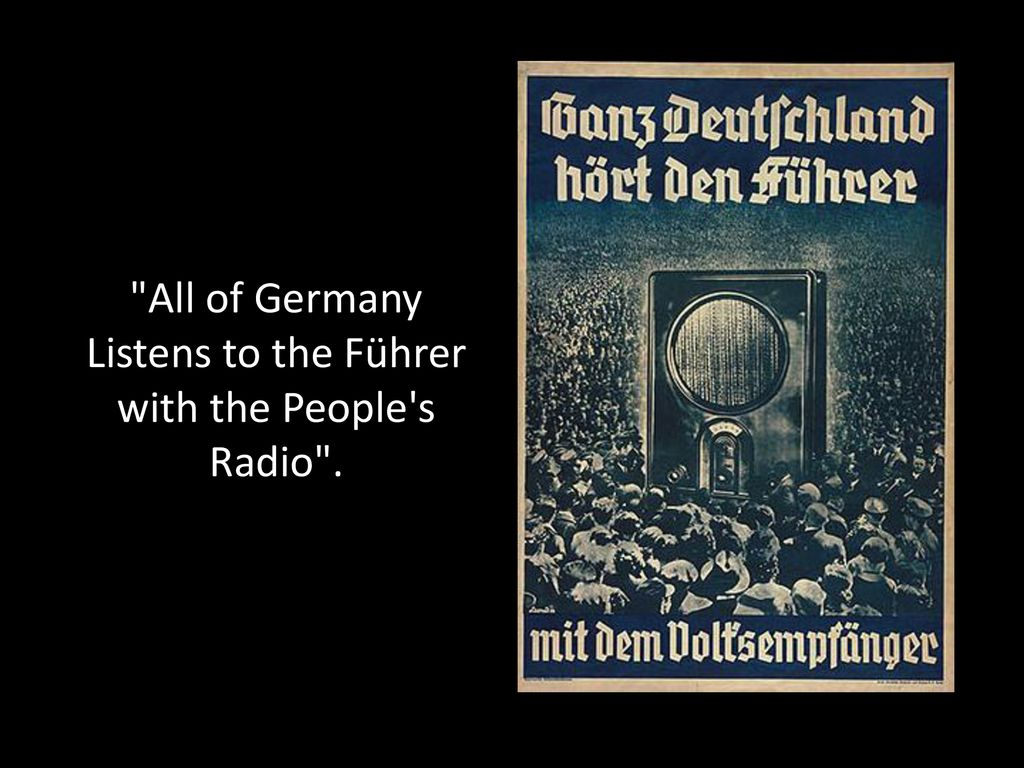 "All of Germany
Listens to the Führer
with the People's
Radio".
Ganz Deutſchland
hört den Führer
mit dem Volksempfänger